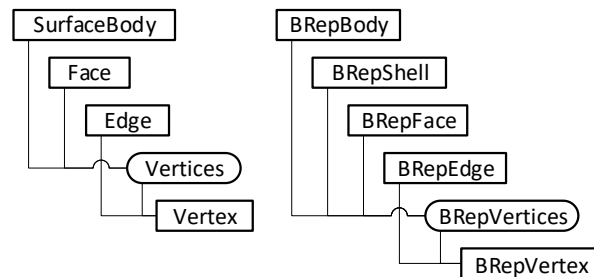 SurfaceBody
Face
Edge
Vertices
Vertex
BRepBody
BRepShell
BRepFace
BRepEdge
BRepVertices
BRepVertex